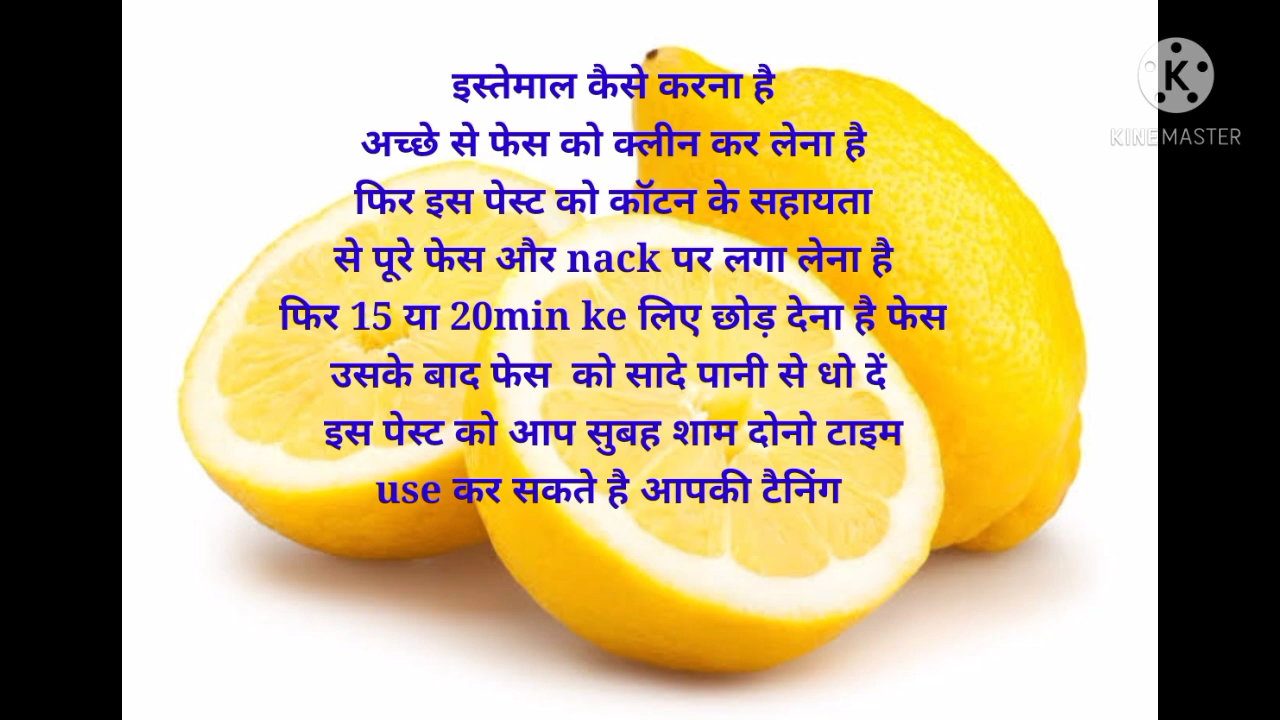 इस्तेमाल कैसे करना है
अच्छे से फेस को क्लीन कर लेना है
फिर इस पेस्ट को कॉटन के सहायता
से पूरे फेस और nack पर लगा लेना है
फिर 15 या 20min ke लिए छोड़ देना है फेस
उसके बाद फेस को सादे पानी से धो दें
इस पेस्ट को आप सुबह शाम दोनो टाइम
use कर सकते है आपकी टैनिंग
K
KINEMASTER